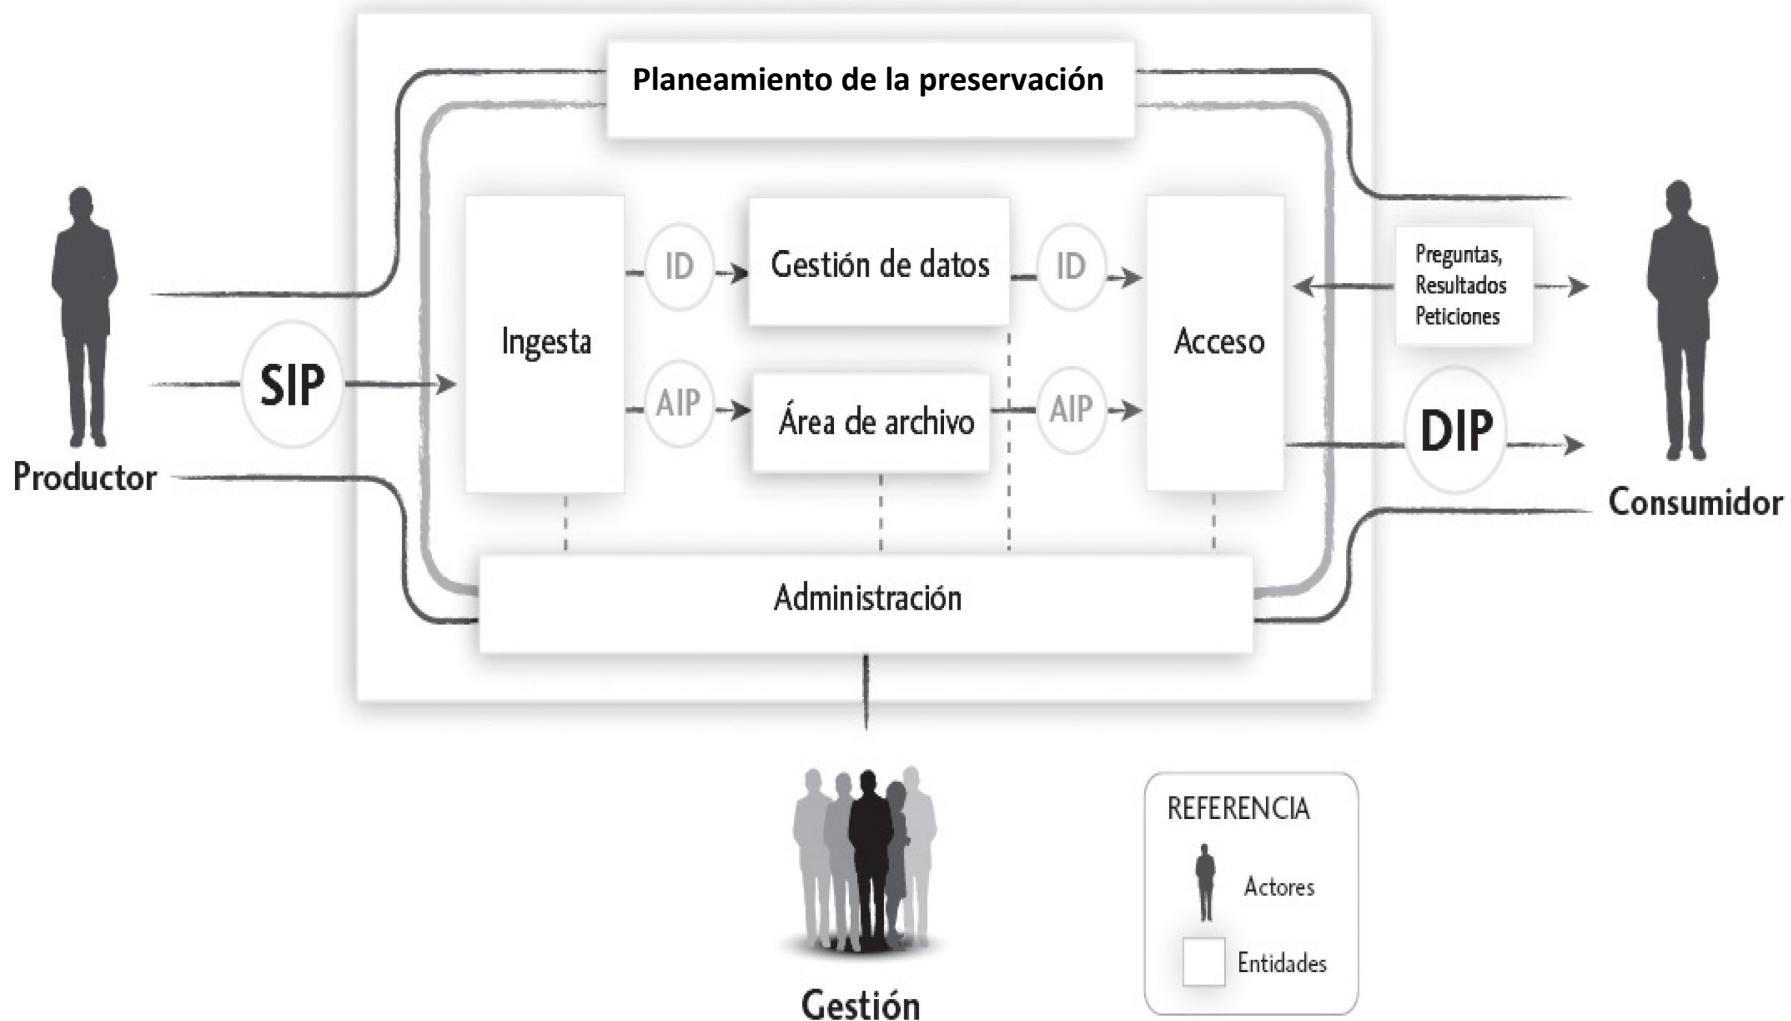 Planeamiento de la preservación
ID
Gestión de datos
ID
Preguntas,
Resultados
Peticiones
Ingesta
Acceso
SIP
AIP
Área de archivo
AIP
DIP
Productor
Consumidor
Administración
REFERENCIA
Actores
Entidades
Gestión